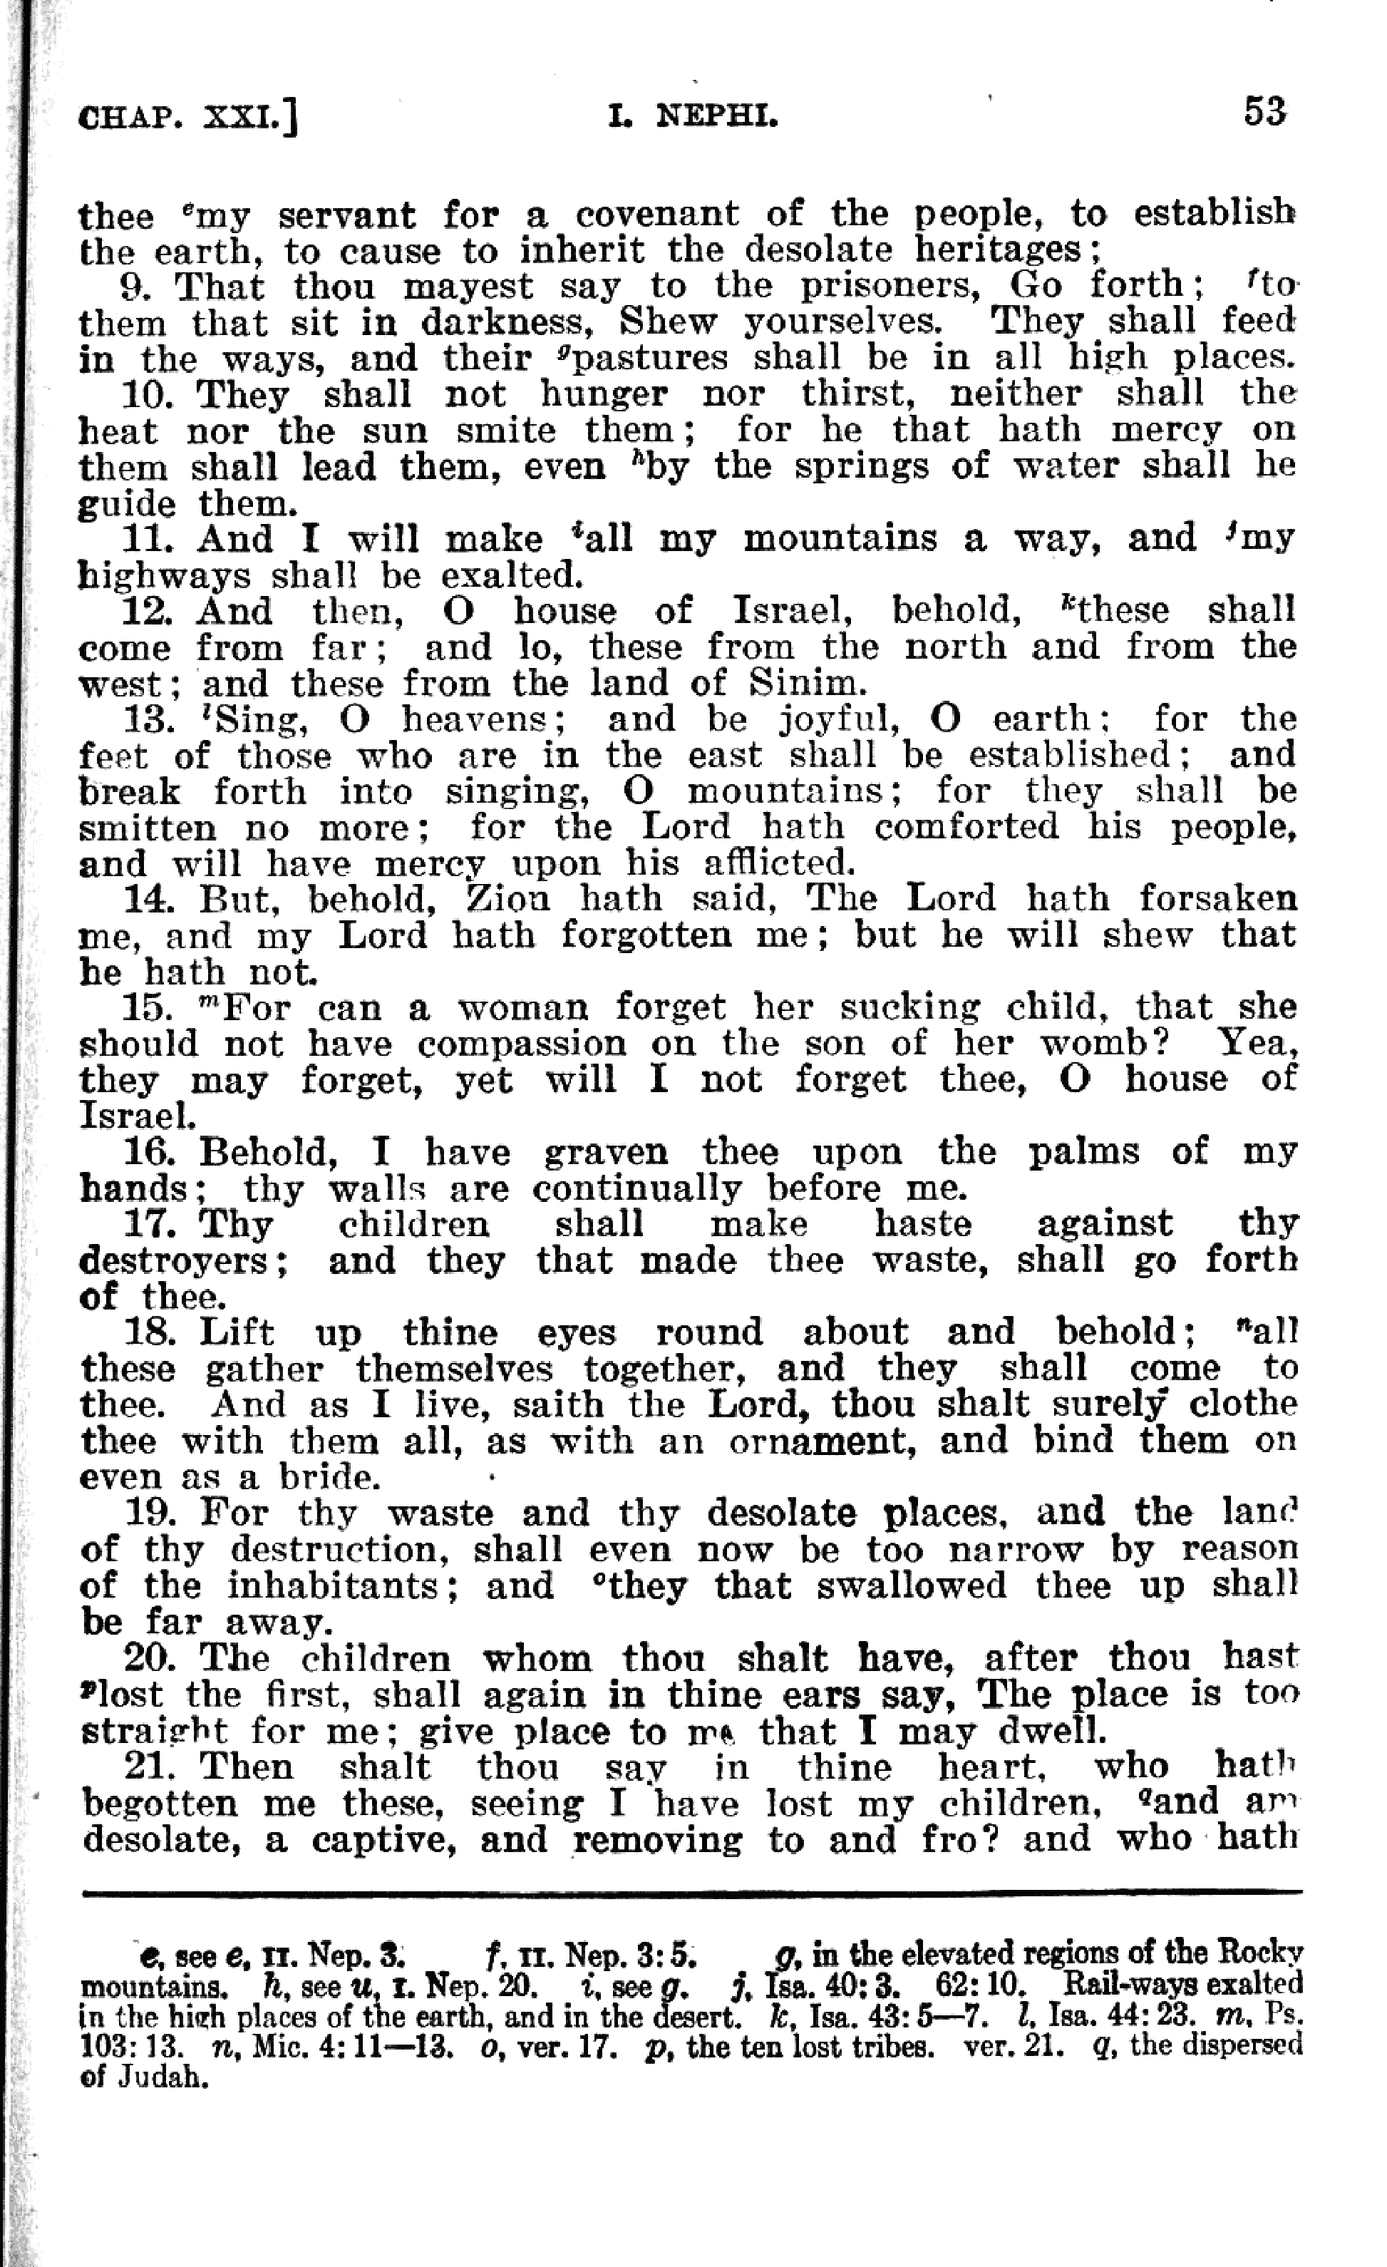 CHAP. XXI.] I. NEPHI. 53
thee ᵉmy servant for a covenant of the people, to establish
the earth, to cause to inherit the desolate heritages;
9. That thou mayest say to the prisoners, Go forth; ᶠto
them that sit in darkness, Shew yourselves. They shall feed
in the ways, and their ᵍpastures shall be in all high places.
10. They shall not hunger nor thirst, neither shall the
heat nor the sun smite them; for he that hath mercy on
them shall lead them, even ʰby the springs of water shall he
guide them.
11. And I will make ⁱall my mountains a way, and ʲmy
highways shall be exalted.
12. And then, O house of Israel, behold, ᵏthese shall
come from far; and lo, these from the north and from the
west; and these from the land of Sinim.
13. ˡSing, O heavens; and be joyful, O earth; for the
feet of those who are in the east shall be established; and
break forth into singing, O mountains; for they shall be
smitten no more; for the Lord hath comforted his people,
and will have mercy upon his afflicted.
14. But, behold, Zion hath said, The Lord hath forsaken
me, and my Lord hath forgotten me; but he will shew that
he hath not.
15. ᵐFor can a woman forget her sucking child, that she
should not have compassion on the son of her womb? Yea,
they may forget, yet will I not forget thee, O house of
Israel.
16. Behold, I have graven thee upon the palms of my
hands; thy walls are continually before me.
17. Thy children shall make haste against thy
destroyers; and they that made thee waste, shall go forth
of thee.
18. Lift up thine eyes round about and behold; ⁿall
these gather themselves together, and they shall come to
thee. And as I live, saith the Lord, thou shalt surely clothe
thee with them all, as with an ornament, and bind them on
even as a bride.
19. For thy waste and thy desolate places, and the land
of thy destruction, shall even now be too narrow by reason
of the inhabitants; and ᵒthey that swallowed thee up shall
be far away.
20. The children whom thou shalt have, after thou hast
ᵖlost the first, shall again in thine ears say, The place is too
straight for me; give place to me that I may dwell.
21. Then shalt thou say in thine heart, who hath
begotten me these, seeing I have lost my children, ᑫand am
desolate, a captive, and removing to and fro? and who hath
e, see e, II. Nep. 3. f, II. Nep. 3: 5. g, in the elevated regions of the Rocky
mountains. h, see u, I. Nep. 20. i, see g. j, Isa. 40: 3. 62: 10. Rail-ways exalted
in the high places of the earth, and in the desert. k, Isa. 43: 5—7. l, Isa. 44: 23. m, Ps.
103: 13. n, Mic. 4: 11—13. o, ver. 17. p, the ten lost tribes. ver. 21. q, the dispersed
of Judah.